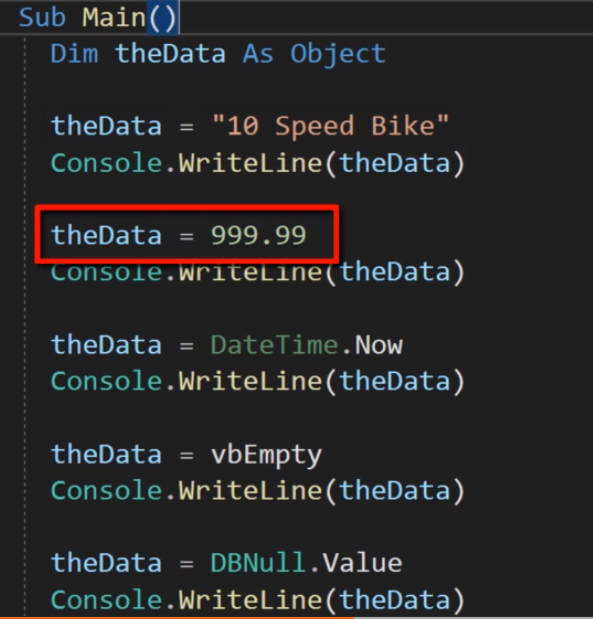 Sub Main()
Dim theData As Object
theData = "10 Speed Bike"
Console.WriteLine(theData)
theData = 999.99
Console.WriteLine(theData)
theData = DateTime.Now
Console.WriteLine(theData)
theData = vbEmpty
Console.WriteLine(theData)
theData = DBNull.Value
Console.WriteLine(theData)